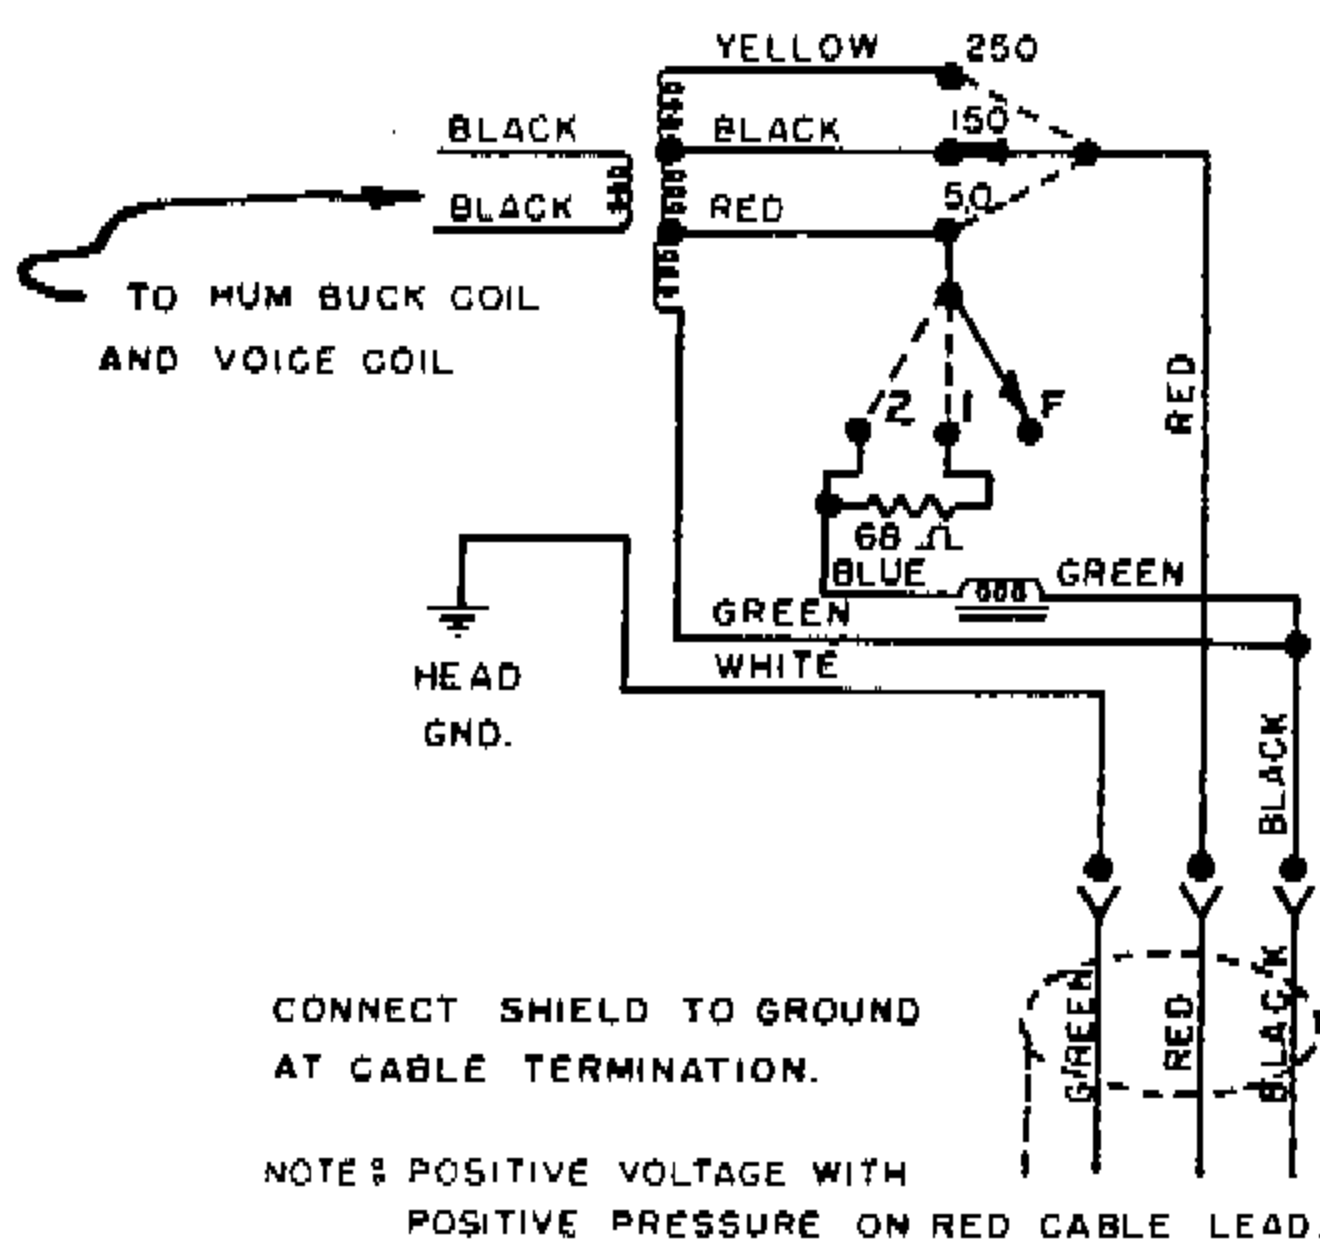 YELLOW 250
BLACK BLACK 150
BLACK RED 50
TO HUM BUCK COIL
AND VOICE COIL
RED
2 1 F
68 Ω
BLUE GREEN
GREEN
WHITE
HEAD
GND.
BLACK
GREEN RED BLACK
CONNECT SHIELD TO GROUND
AT CABLE TERMINATION.
NOTE: POSITIVE VOLTAGE WITH
POSITIVE PRESSURE ON RED CABLE LEAD.